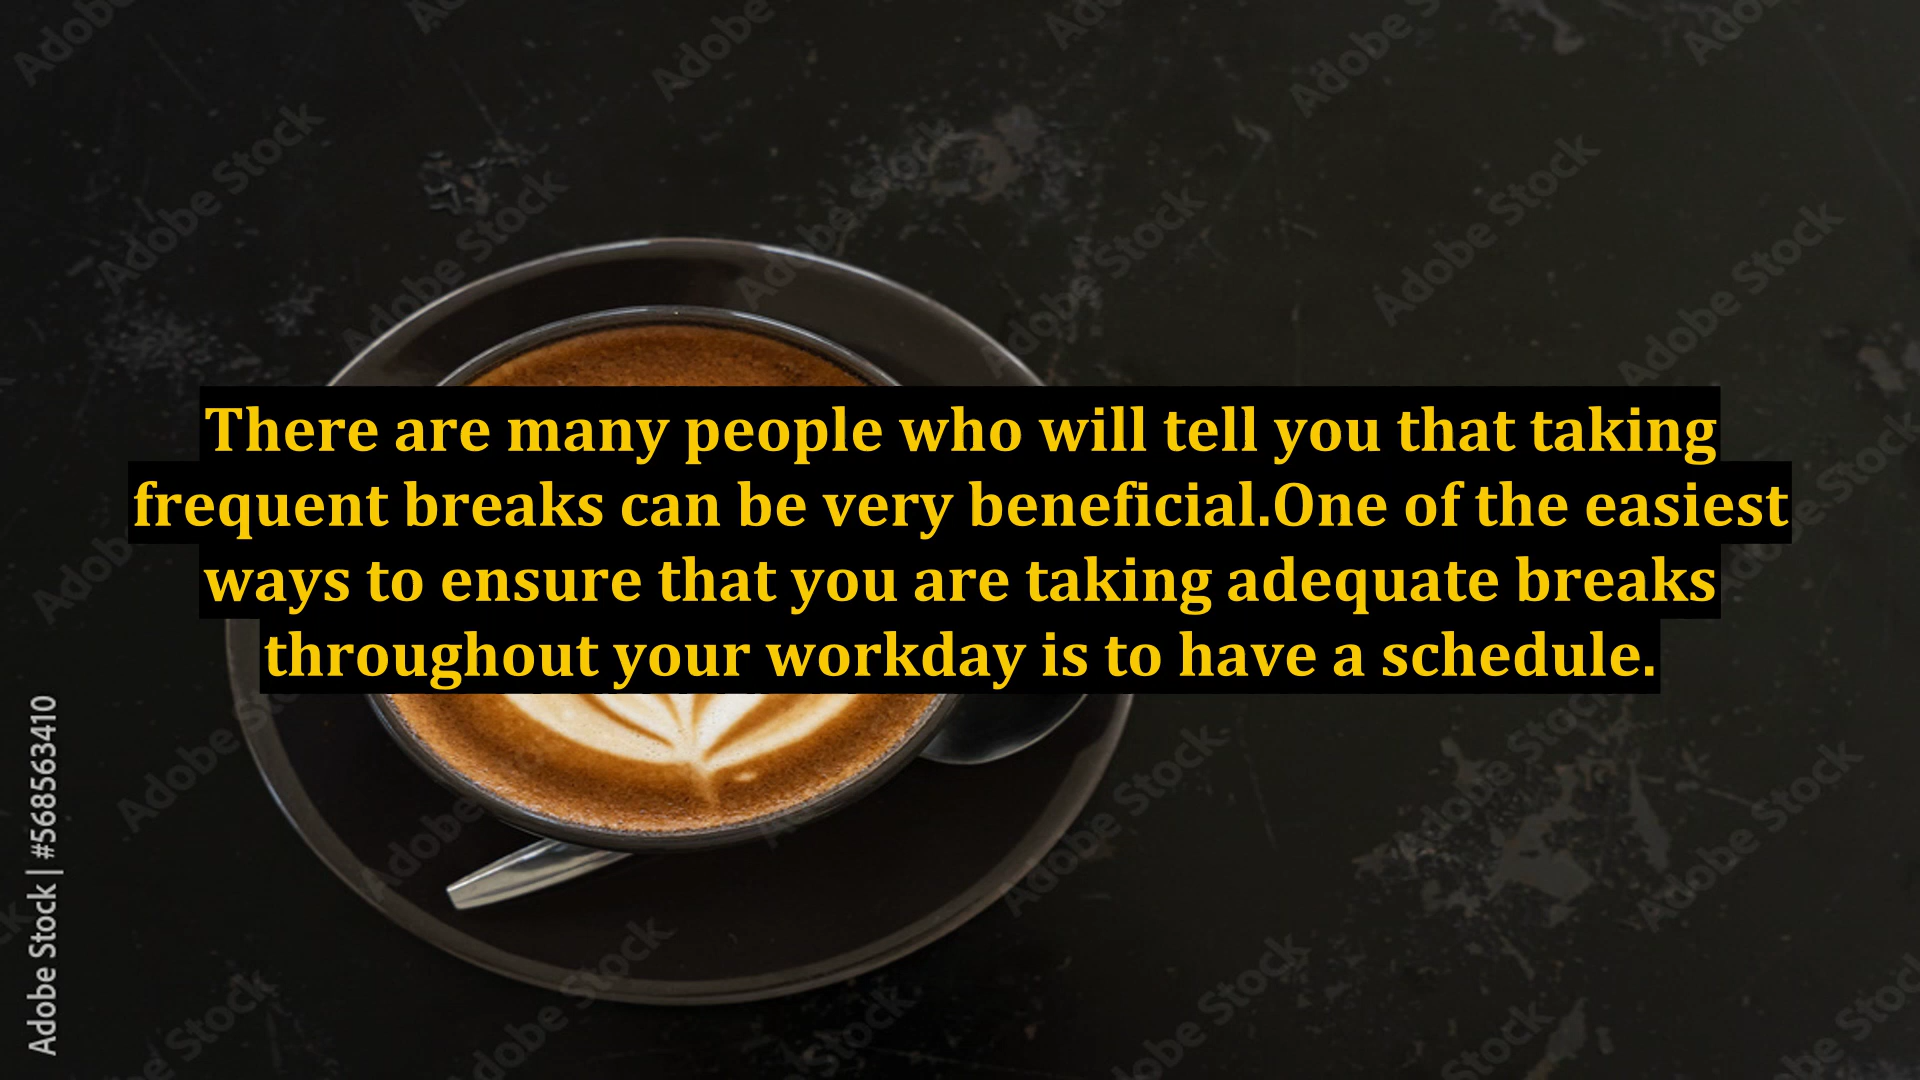 There are many people who will tell you that taking
frequent breaks can be very beneficial.One of the easiest
ways to ensure that you are taking adequate breaks
throughout your workday is to have a schedule.
Adobe Stock | #568563410
Adobe Stock